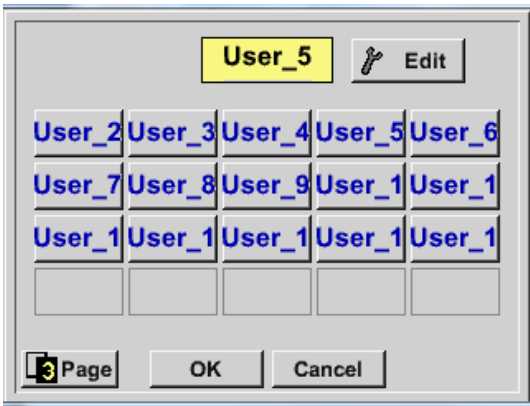 User_5 Edit
User_2 User_3 User_4 User_5 User_6
User_7 User_8 User_9 User_1 User_1
User_1 User_1 User_1 User_1 User_1
3 Page OK Cancel